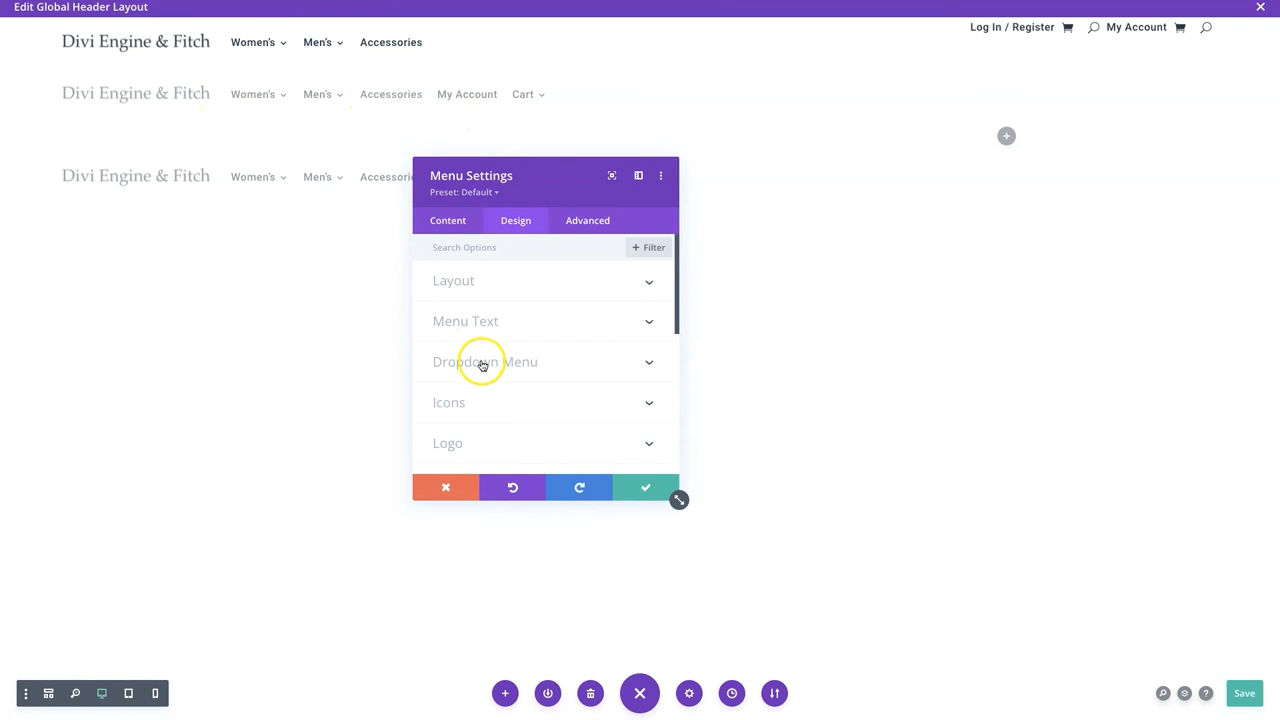 Edit Global Header Layout
Divi Engine & Fitch Women's Men's Accessories
Log In / Register My Account
Divi Engine & Fitch Women's Men's Accessories My Account Cart
Divi Engine & Fitch Women's Men's Accessori
Menu Settings
Preset: Default
Content Design Advanced
Search Options + Filter
Layout
Menu Text
Dropdown Menu
Icons
Logo
Save